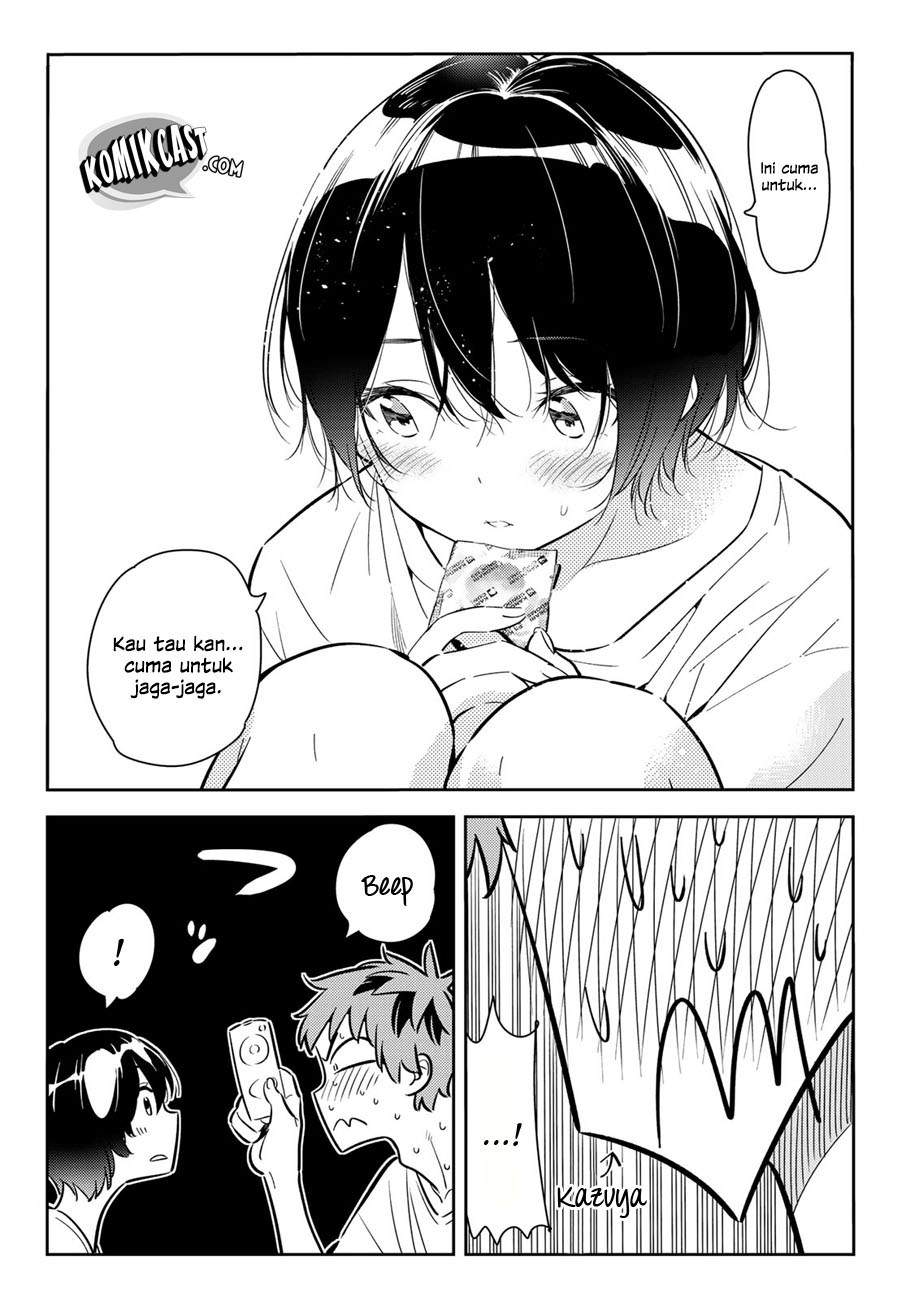 KOMIKCAST.COM
Ini cuma
untuk...
Kau tau kan...
cuma untuk
jaga-jaga.
...!
Kazuya
Beep
!